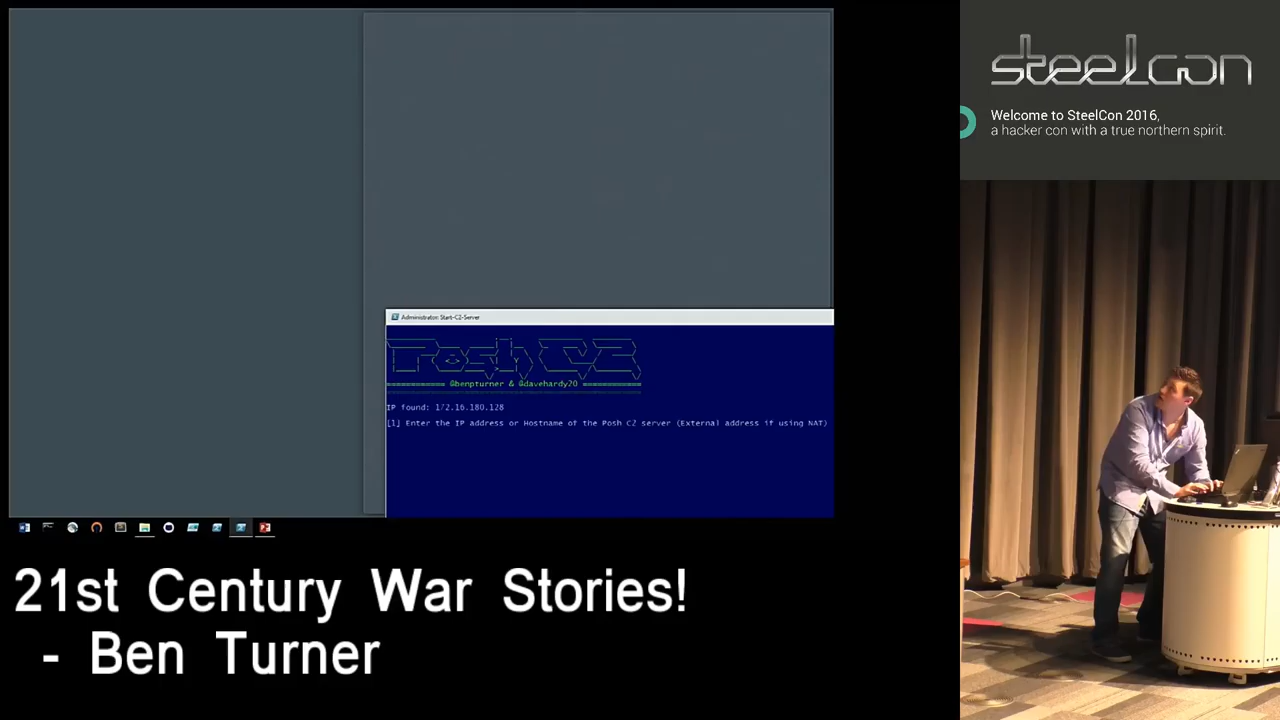 steelcon
Welcome to SteelCon 2016,
a hacker con with a true northern spirit.
Administrator: Start-C2-Server
Posh C2
============ @benpturner & @davehardy20 ============
IP found: 172.16.180.128
[1] Enter the IP address or Hostname of the Posh C2 server (External address if using NAT)
21st Century War Stories!
- Ben Turner